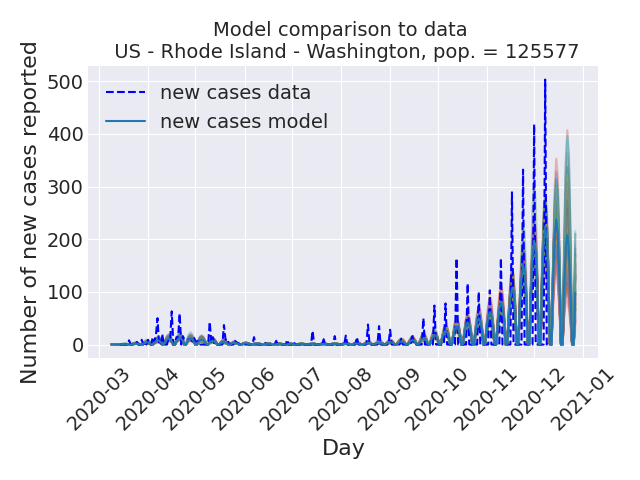 Model comparison to data
US - Rhode Island - Washington, pop. = 125577
Number of new cases reported
500
400
300
200
100
0
new cases data
new cases model
2020-03
2020-04
2020-05
2020-06
2020-07
2020-08
2020-09
2020-10
2020-11
2020-12
2021-01
Day